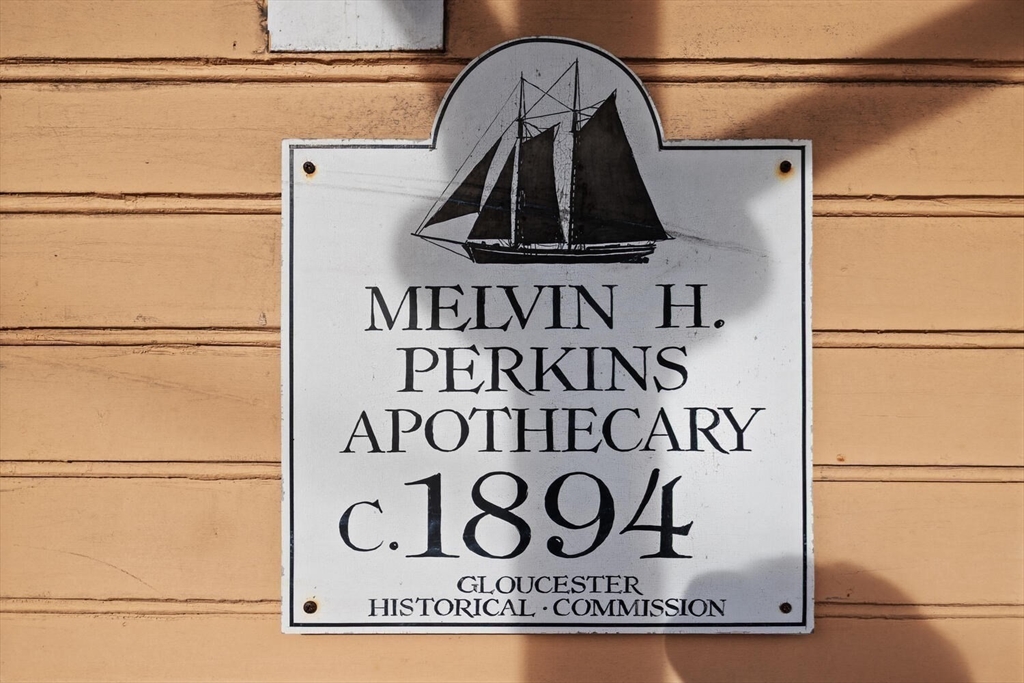 MELVIN H.
PERKINS
APOTHECARY
C.1894
GLOUCESTER
HISTORICAL · COMMISSION